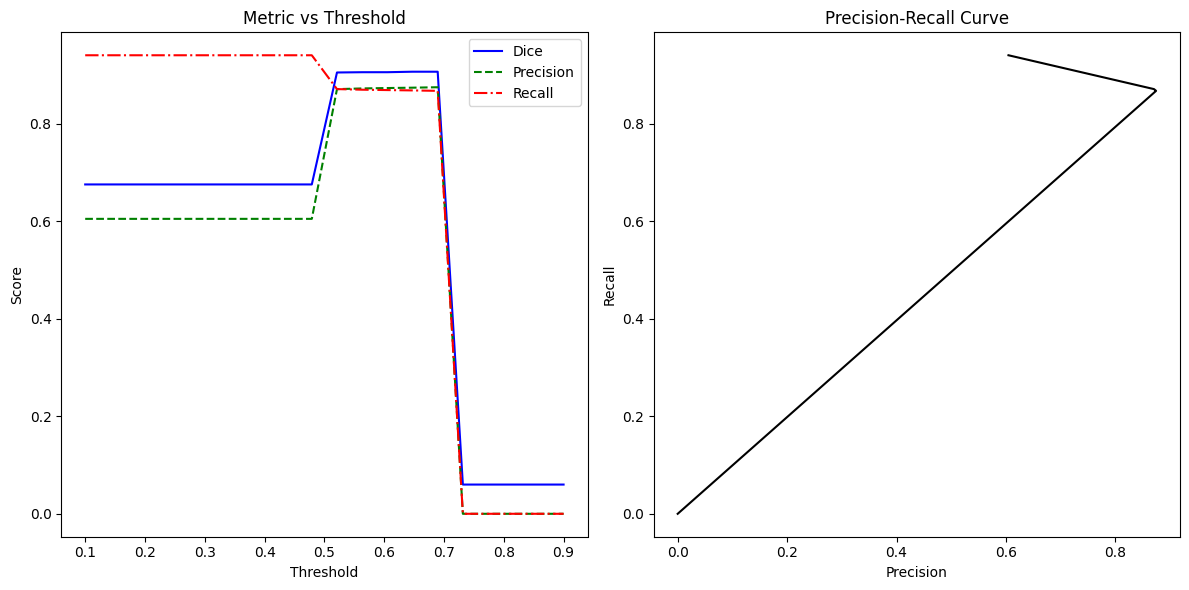 Metric vs Threshold
Score
0.8
0.6
0.4
0.2
0.0
0.1 0.2 0.3 0.4 0.5 0.6 0.7 0.8 0.9
Threshold
Dice
Precision
Recall
Precision-Recall Curve
Recall
0.8
0.6
0.4
0.2
0.0
0.0 0.2 0.4 0.6 0.8
Precision